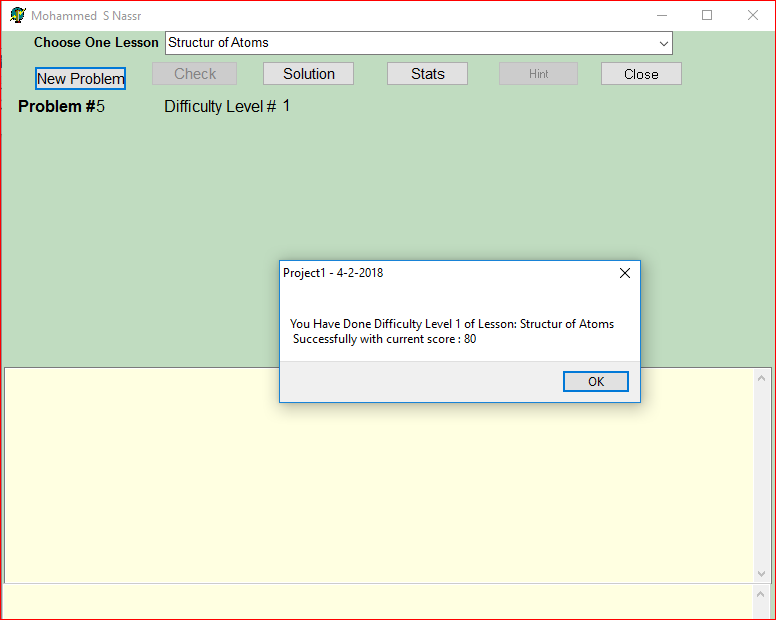 Mohammed S Nassr
Choose One Lesson Structur of Atoms
New Problem Check Solution Stats Hint Close
Problem #5 Difficulty Level # 1
Project1 - 4-2-2018
You Have Done Difficulty Level 1 of Lesson: Structur of Atoms
Successfully with current score : 80
OK